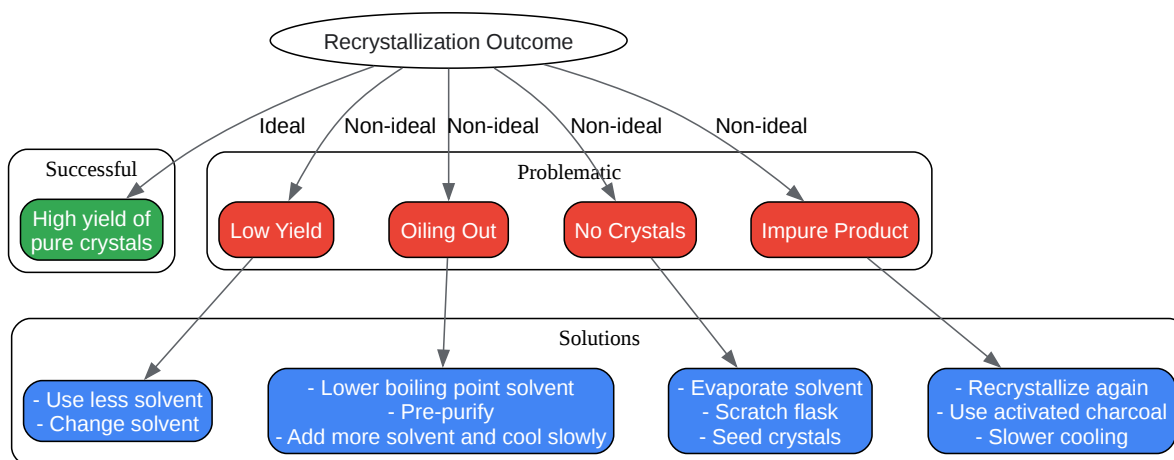 Recrystallization Outcome
Ideal
Non-ideal
Non-ideal
Non-ideal
Non-ideal
Successful
Problematic
High yield of
pure crystals
Low Yield
Oiling Out
No Crystals
Impure Product
Solutions
- Use less solvent
- Change solvent
- Lower boiling point solvent
- Pre-purify
- Add more solvent and cool slowly
- Evaporate solvent
- Scratch flask
- Seed crystals
- Recrystallize again
- Use activated charcoal
- Slower cooling